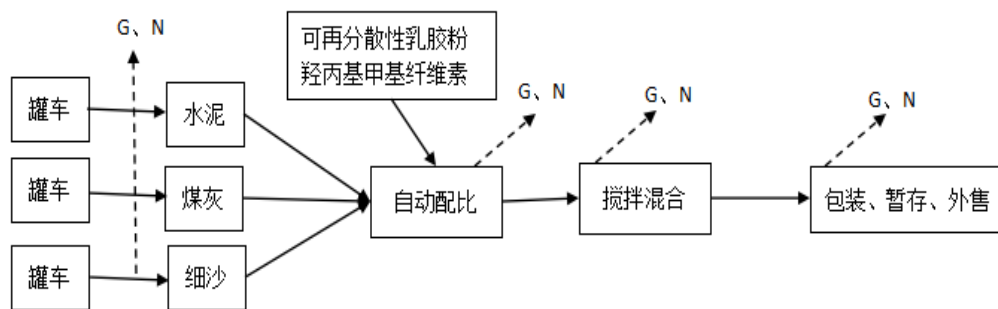 G、N
可再分散性乳胶粉
羟丙基甲基纤维素
G、N
G、N
G、N
罐车
水泥
罐车
煤灰
自动配比
搅拌混合
包装、暂存、外售
罐车
细沙